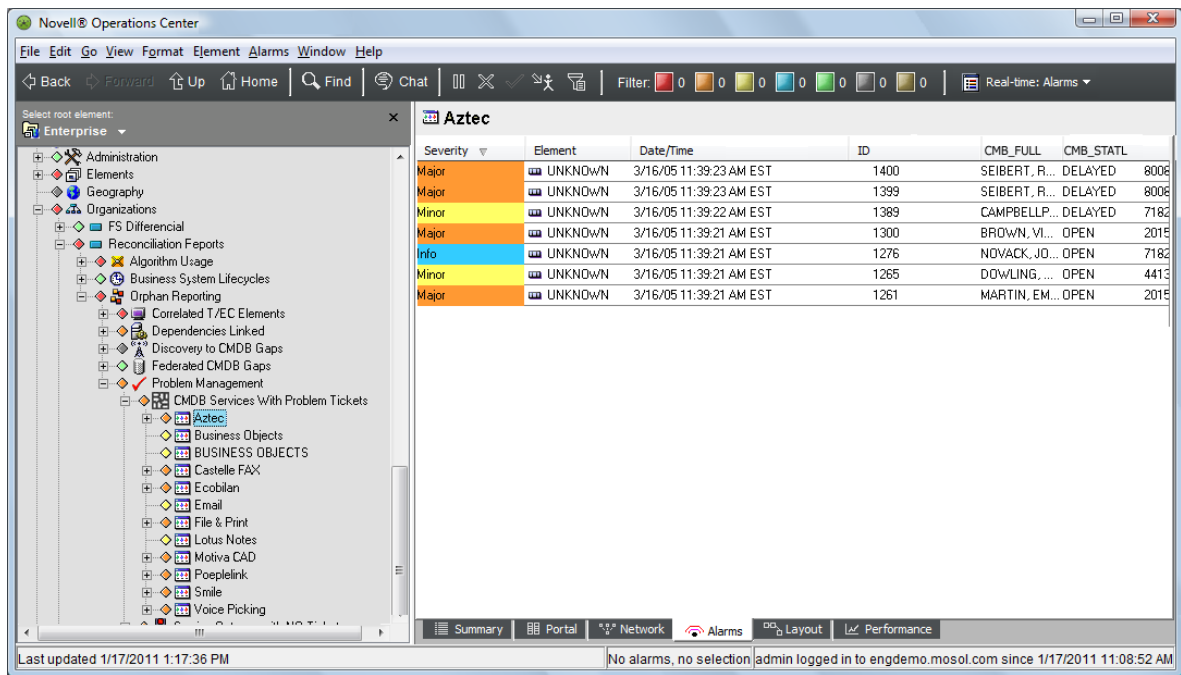 Novell® Operations Center
File Edit Go View Format Element Alarms Window Help
Back Forward Up Home Find Chat Filter: 0 0 0 0 0 0 0 Real-time: Alarms
Select root element:
Enterprise
Administration
Elements
Geography
Organizations
FS Differential
Reconciliation Feports
Algorithm Usage
Business System Lifecycles
Orphan Reporting
Correlated T/EC Elements
Dependencies Linked
Discovery to CMDB Gaps
Federated CMDB Gaps
Problem Management
CMDB Services With Problem Tickets
Aztec
Business Objects
BUSINESS OBJECTS
Castelle FAX
Ecobilan
Email
File & Print
Lotus Notes
Motiva CAD
Poeplelink
Smile
Voice Picking
Aztec
Severity Element Date/Time ID CMB_FULL CMB_STATL
Major UNKNOWN 3/16/05 11:39:23 AM EST 1400 SEIBERT, R... DELAYED 8008
Major UNKNOWN 3/16/05 11:39:23 AM EST 1399 SEIBERT, R... DELAYED 8008
Minor UNKNOWN 3/16/05 11:39:22 AM EST 1389 CAMPBELLP... DELAYED 7182
Major UNKNOWN 3/16/05 11:39:21 AM EST 1300 BROWN, VI... OPEN 2015
Info UNKNOWN 3/16/05 11:39:21 AM EST 1276 NOVACK, JO... OPEN 7182
Minor UNKNOWN 3/16/05 11:39:21 AM EST 1265 DOWLING, ... OPEN 4413
Major UNKNOWN 3/16/05 11:39:21 AM EST 1261 MARTIN, EM... OPEN 2015
Summary Portal Network Alarms Layout Performance
Last updated 1/17/2011 1:17:36 PM No alarms, no selection admin logged in to engdemo.mosol.com since 1/17/2011 11:08:52 AM